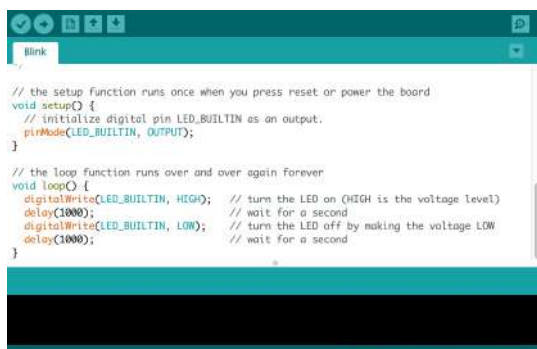 Blink
*/
// the setup function runs once when you press reset or power the board
void setup() {
  // initialize digital pin LED_BUILTIN as an output.
  pinMode(LED_BUILTIN, OUTPUT);
}
// the loop function runs over and over again forever
void loop() {
  digitalWrite(LED_BUILTIN, HIGH);   // turn the LED on (HIGH is the voltage level)
  delay(1000);                       // wait for a second
  digitalWrite(LED_BUILTIN, LOW);    // turn the LED off by making the voltage LOW
  delay(1000);                       // wait for a second
}